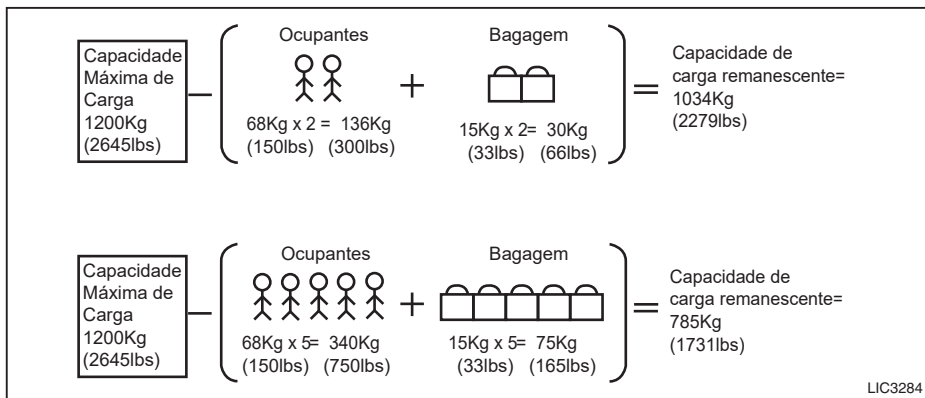 Capacidade
Máxima de
Carga
1200Kg
(2645lbs)
Ocupantes
68Kg x 2 = 136Kg
(150lbs) (300lbs)
+
Bagagem
15Kg x 2= 30Kg
(33lbs) (66lbs)
=
Capacidade de
carga remanescente=
1034Kg
(2279lbs)
Capacidade
Máxima de
Carga
1200Kg
(2645lbs)
Ocupantes
68Kg x 5= 340Kg
(150lbs) (750lbs)
+
Bagagem
15Kg x 5= 75Kg
(33lbs) (165lbs)
=
Capacidade de
carga remanescente=
785Kg
(1731lbs)
LIC3284